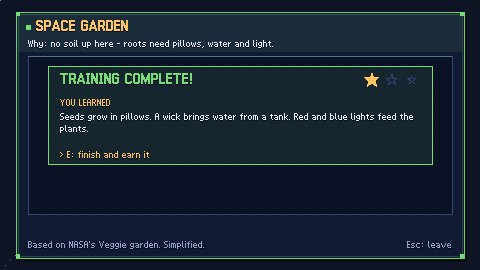 SPACE GARDEN
Why: no soil up here - roots need pillows, water and light.
TRAINING COMPLETE!
YOU LEARNED
Seeds grow in pillows. A wick brings water from a tank. Red and blue lights feed the
plants.
> E: finish and earn it
Based on NASA's Veggie garden. Simplified.
Esc: leave